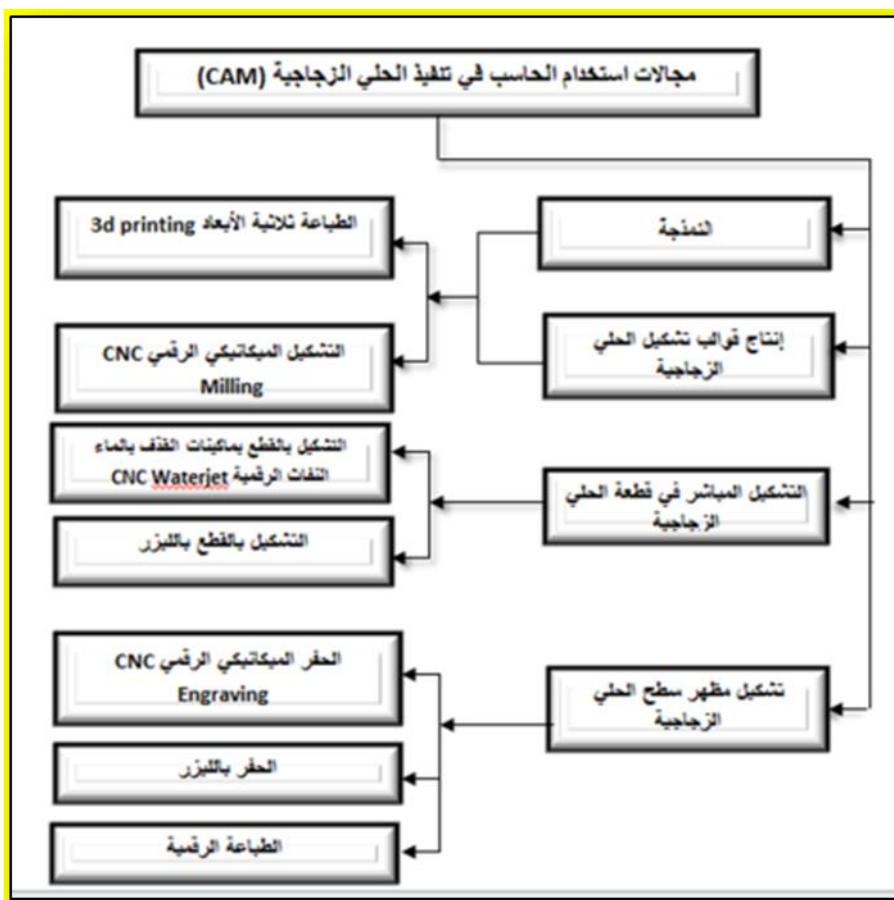 مجالات استخدام الحاسب في تنفيذ الحلي الزجاجية (CAM)
النمذجة
الطباعة ثلاثية الأبعاد 3d printing
إنتاج قوالب تشكيل الحلي
الزجاجية
التشكيل الميكانيكي الرقمي CNC
Milling
التشكيل المباشر في قطعة الحلي
الزجاجية
التشكيل بالقطع بماكينات القذف بالماء
النفاث الرقمية CNC Waterjet
التشكيل بالقطع بالليزر
تشكيل مظهر سطح الحلي
الزجاجية
الحفر الميكانيكي الرقمي CNC
Engraving
الحفر بالليزر
الطباعة الرقمية